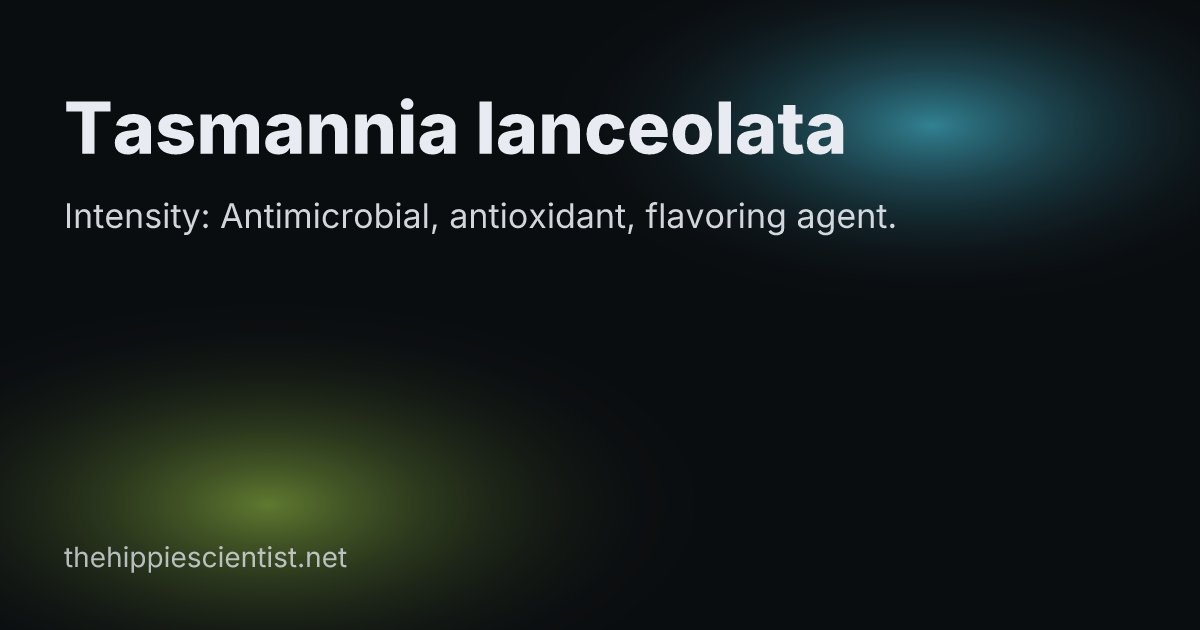 Tasmannia lanceolata
Intensity: Antimicrobial, antioxidant, flavoring agent.
thehippiescientist.net